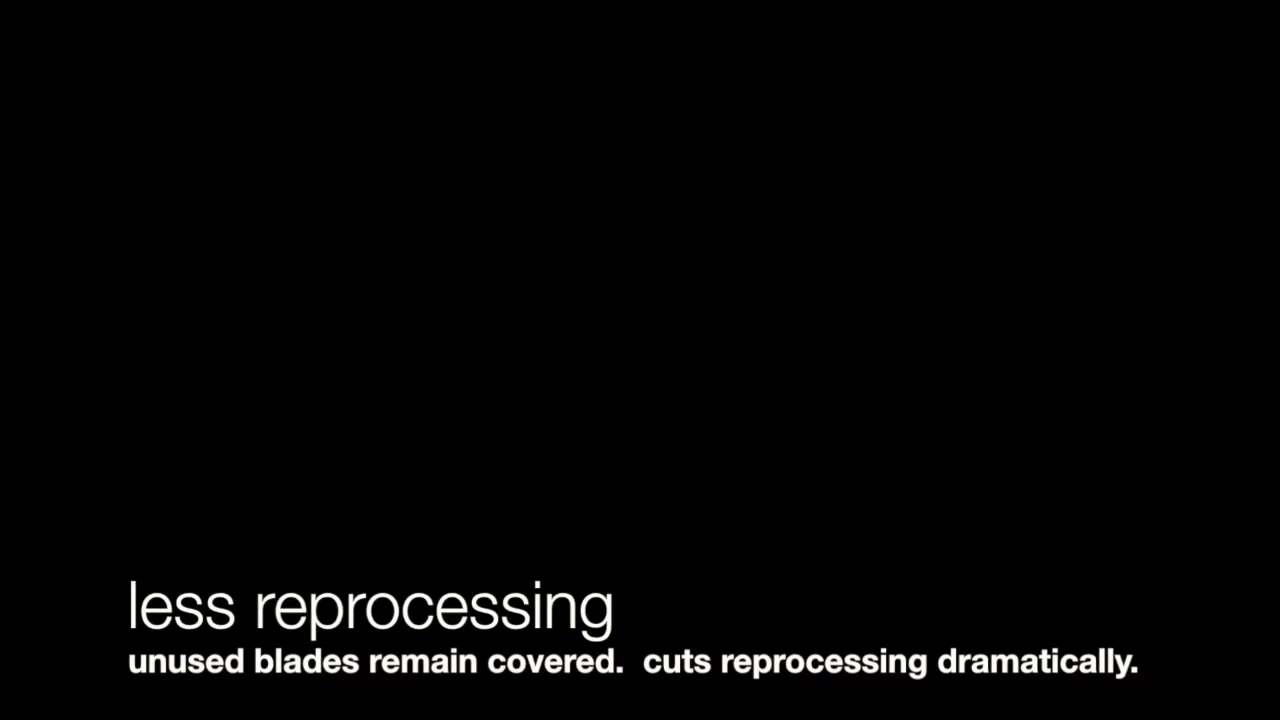 less reprocessing
unused blades remain covered.  cuts reprocessing dramatically.